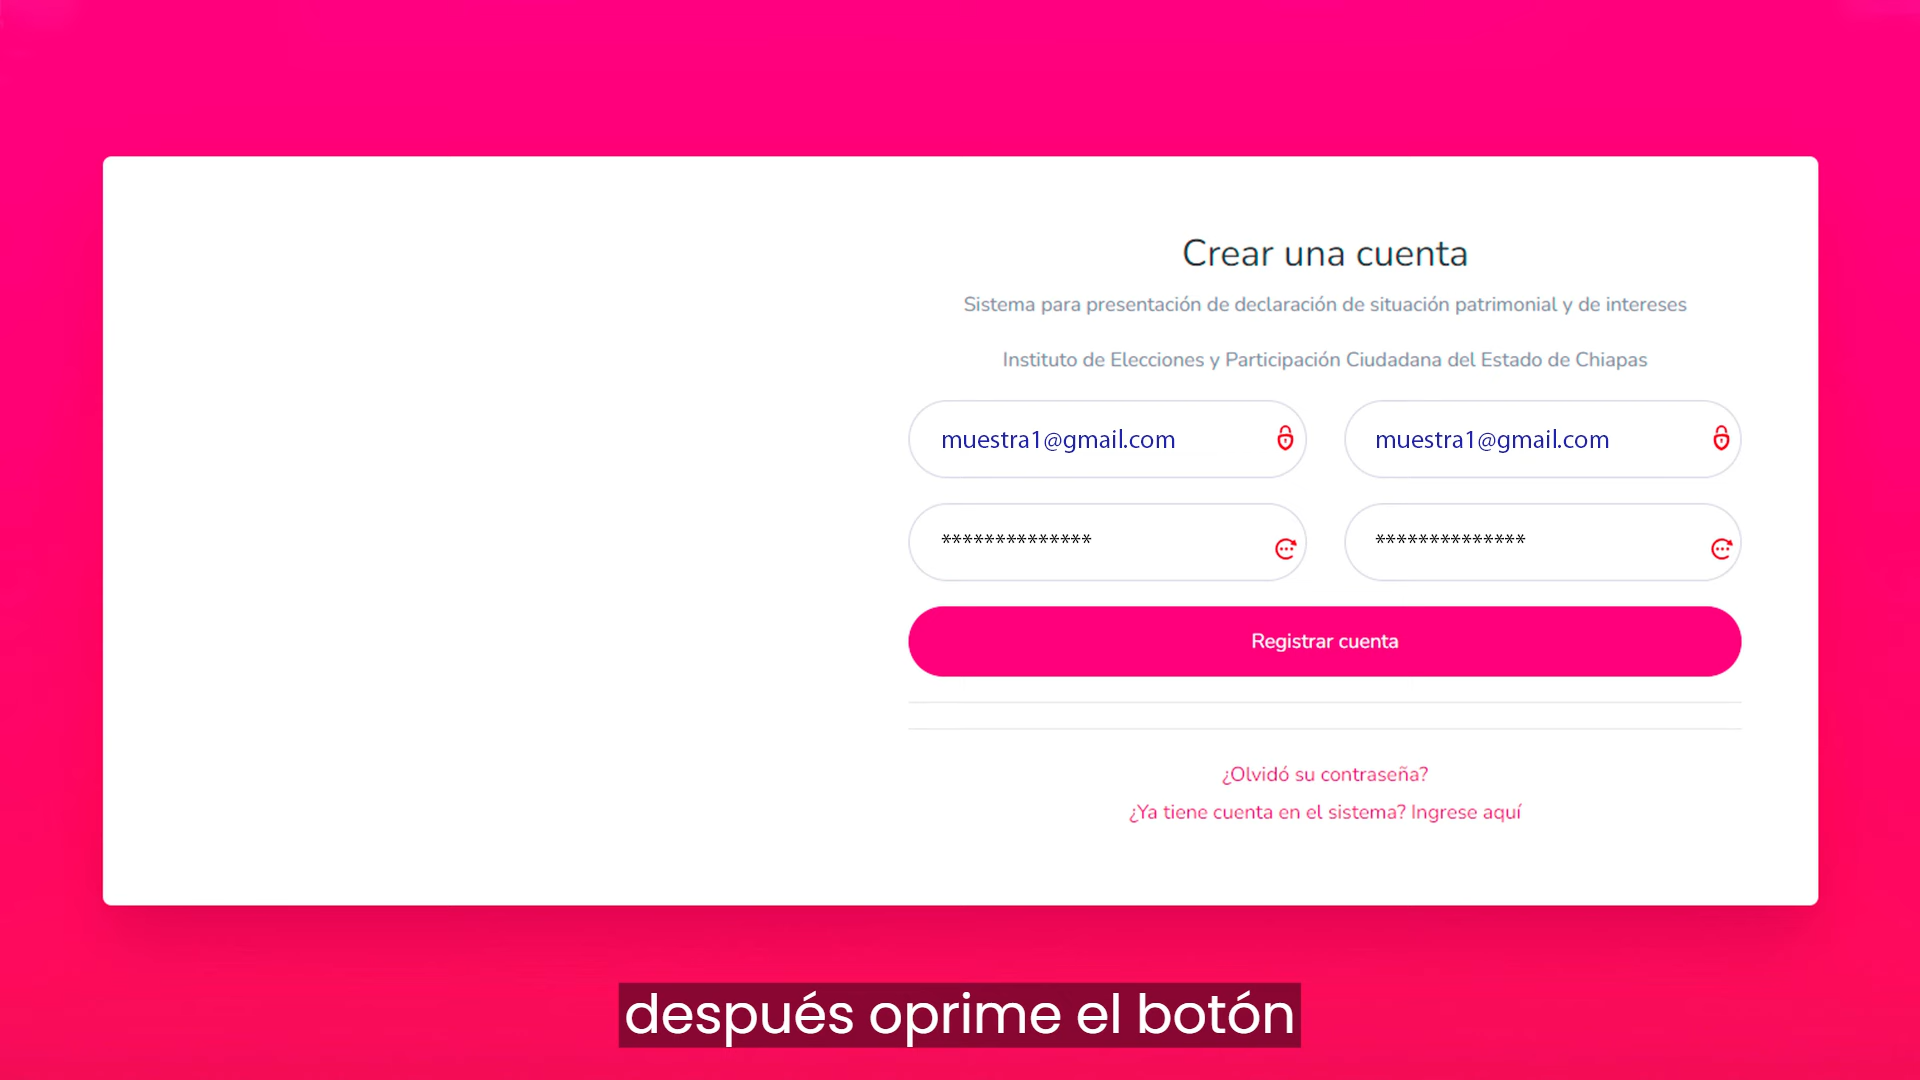 Crear una cuenta
Sistema para presentación de declaración de situación patrimonial y de intereses
Instituto de Elecciones y Participación Ciudadana del Estado de Chiapas
muestra1@gmail.com muestra1@gmail.com
************** **************
Registrar cuenta
¿Olvidó su contraseña?
¿Ya tiene cuenta en el sistema? Ingrese aquí
después oprime el botón